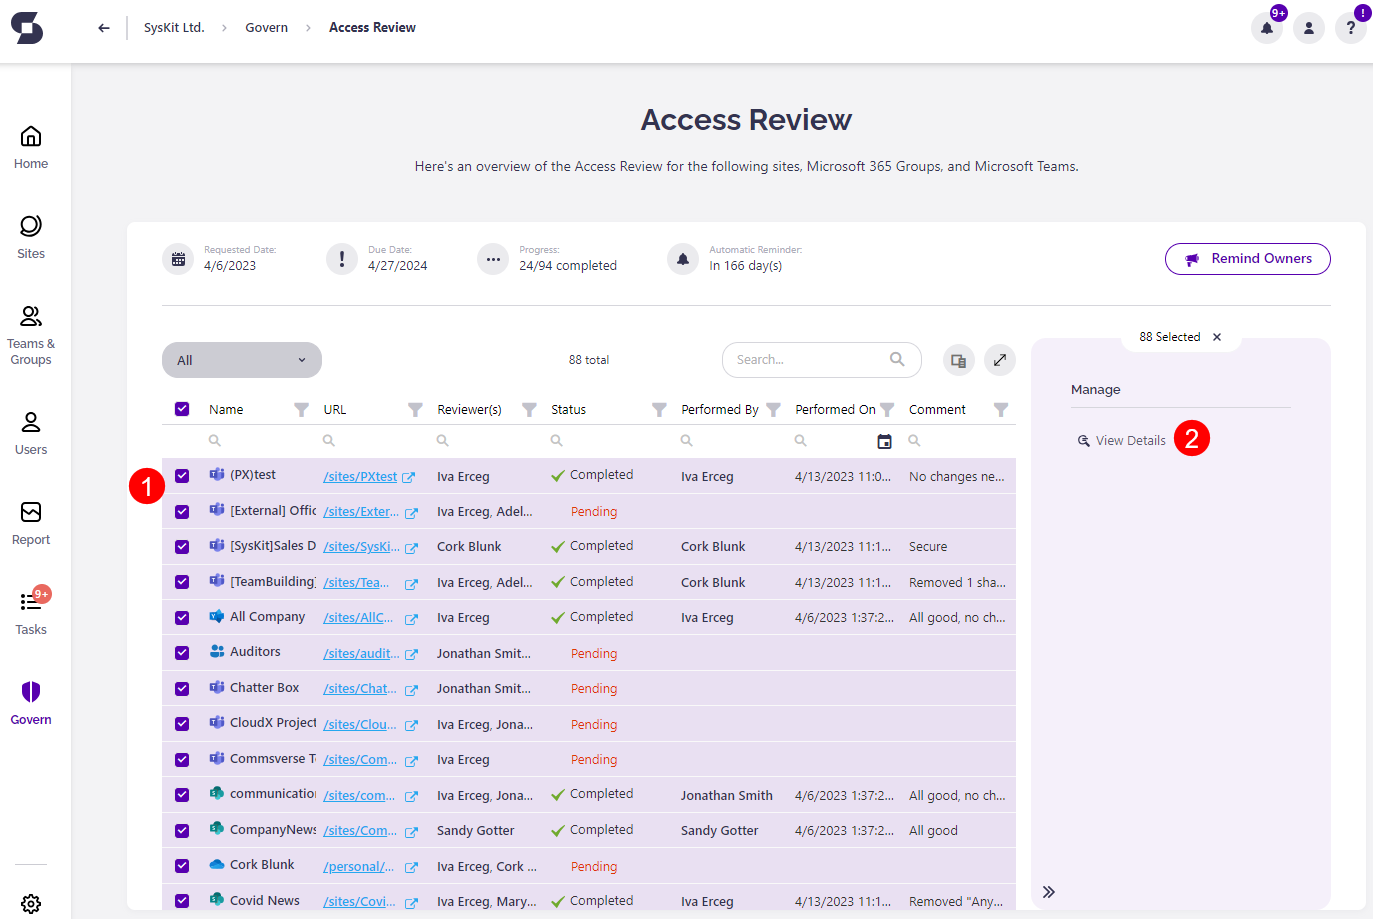 SysKit Ltd. > Govern > Access Review
9+
!
?
Home
Sites
Teams &
Groups
Users
Report
9+
Tasks
Govern
Access Review
Here's an overview of the Access Review for the following sites, Microsoft 365 Groups, and Microsoft Teams.
Requested Date:
4/6/2023
Due Date:
4/27/2024
Progress:
24/94 completed
Automatic Reminder:
In 166 day(s)
Remind Owners
All
88 total
Search...
88 Selected
Manage
View Details
2
Name URL Reviewer(s) Status Performed By Performed On Comment
1
(PX)test /sites/PXtest Iva Erceg Completed Iva Erceg 4/13/2023 11:0... No changes ne...
[External] Offic /sites/Exter... Iva Erceg, Adel... Pending
[SysKit]Sales D /sites/SysKi... Cork Blunk Completed Cork Blunk 4/13/2023 11:1... Secure
[TeamBuilding] /sites/Tea... Iva Erceg, Adel... Completed Cork Blunk 4/13/2023 11:1... Removed 1 sha...
All Company /sites/AllC... Iva Erceg Completed Iva Erceg 4/6/2023 1:37:2... All good, no ch...
Auditors /sites/audit... Jonathan Smit... Pending
Chatter Box /sites/Chat... Jonathan Smit... Pending
CloudX Project /sites/Clou... Iva Erceg, Jona... Pending
Commsverse T /sites/Com... Iva Erceg Pending
communication /sites/com... Iva Erceg, Jona... Completed Jonathan Smith 4/6/2023 1:37:2... All good, no ch...
CompanyNews /sites/Com... Sandy Gotter Completed Sandy Gotter 4/6/2023 1:37:2... All good
Cork Blunk /personal/... Iva Erceg, Cork ... Pending
Covid News /sites/Covi... Iva Erceg, Mary... Completed Iva Erceg 4/13/2023 11:1... Removed "Any...